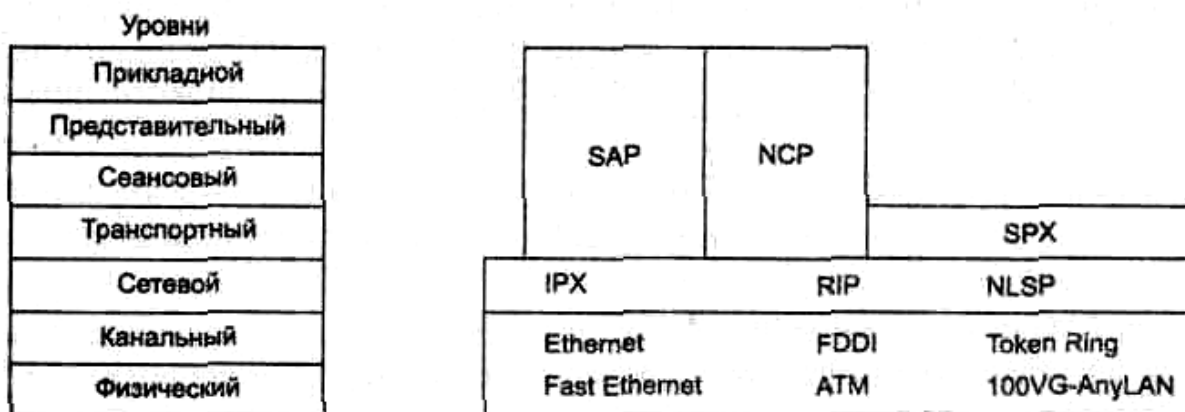 Уровни
Прикладной
Представительный
Сеансовый
Транспортный
Сетевой
Канальный
Физический
SAP NCP
SPX
IPX RIP NLSP
Ethernet FDDI Token Ring
Fast Ethernet ATM 100VG-AnyLAN